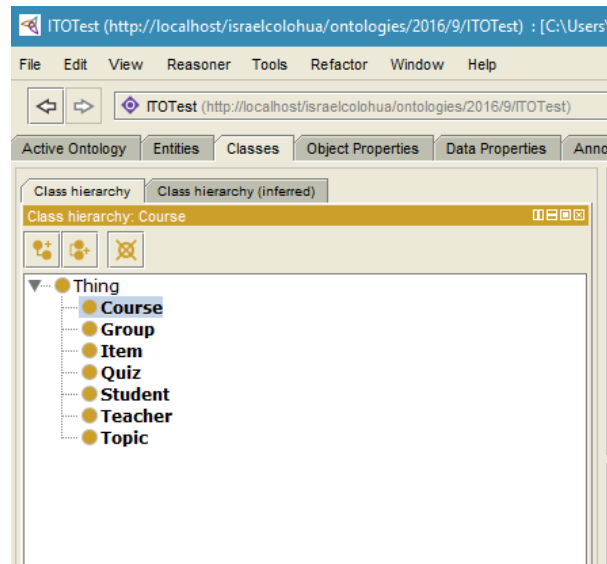 ITOTest (http://localhost/israelcolohua/ontologies/2016/9/ITOTest) : [C:\Users\
File Edit View Reasoner Tools Refactor Window Help
ITOTest (http://localhost/israelcolohua/ontologies/2016/9/ITOTest)
Active Ontology Entities Classes Object Properties Data Properties Anno
Class hierarchy Class hierarchy (inferred)
Class hierarchy: Course
Thing
Course
Group
Item
Quiz
Student
Teacher
Topic